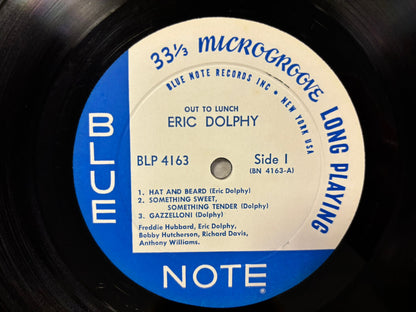 33⅓ MICROGROOVE LONG PLAYING
BLUE NOTE RECORDS INC • NEW YORK USA
OUT TO LUNCH
ERIC DOLPHY
BLP 4163
Side 1
(BN 4163-A)
1. HAT AND BEARD (Eric Dolphy)
2. SOMETHING SWEET,
SOMETHING TENDER (Dolphy)
3. GAZZELLONI (Dolphy)
Freddie Hubbard, Eric Dolphy,
Bobby Hutcherson, Richard Davis,
Anthony Williams.
BLUE
NOTE
®